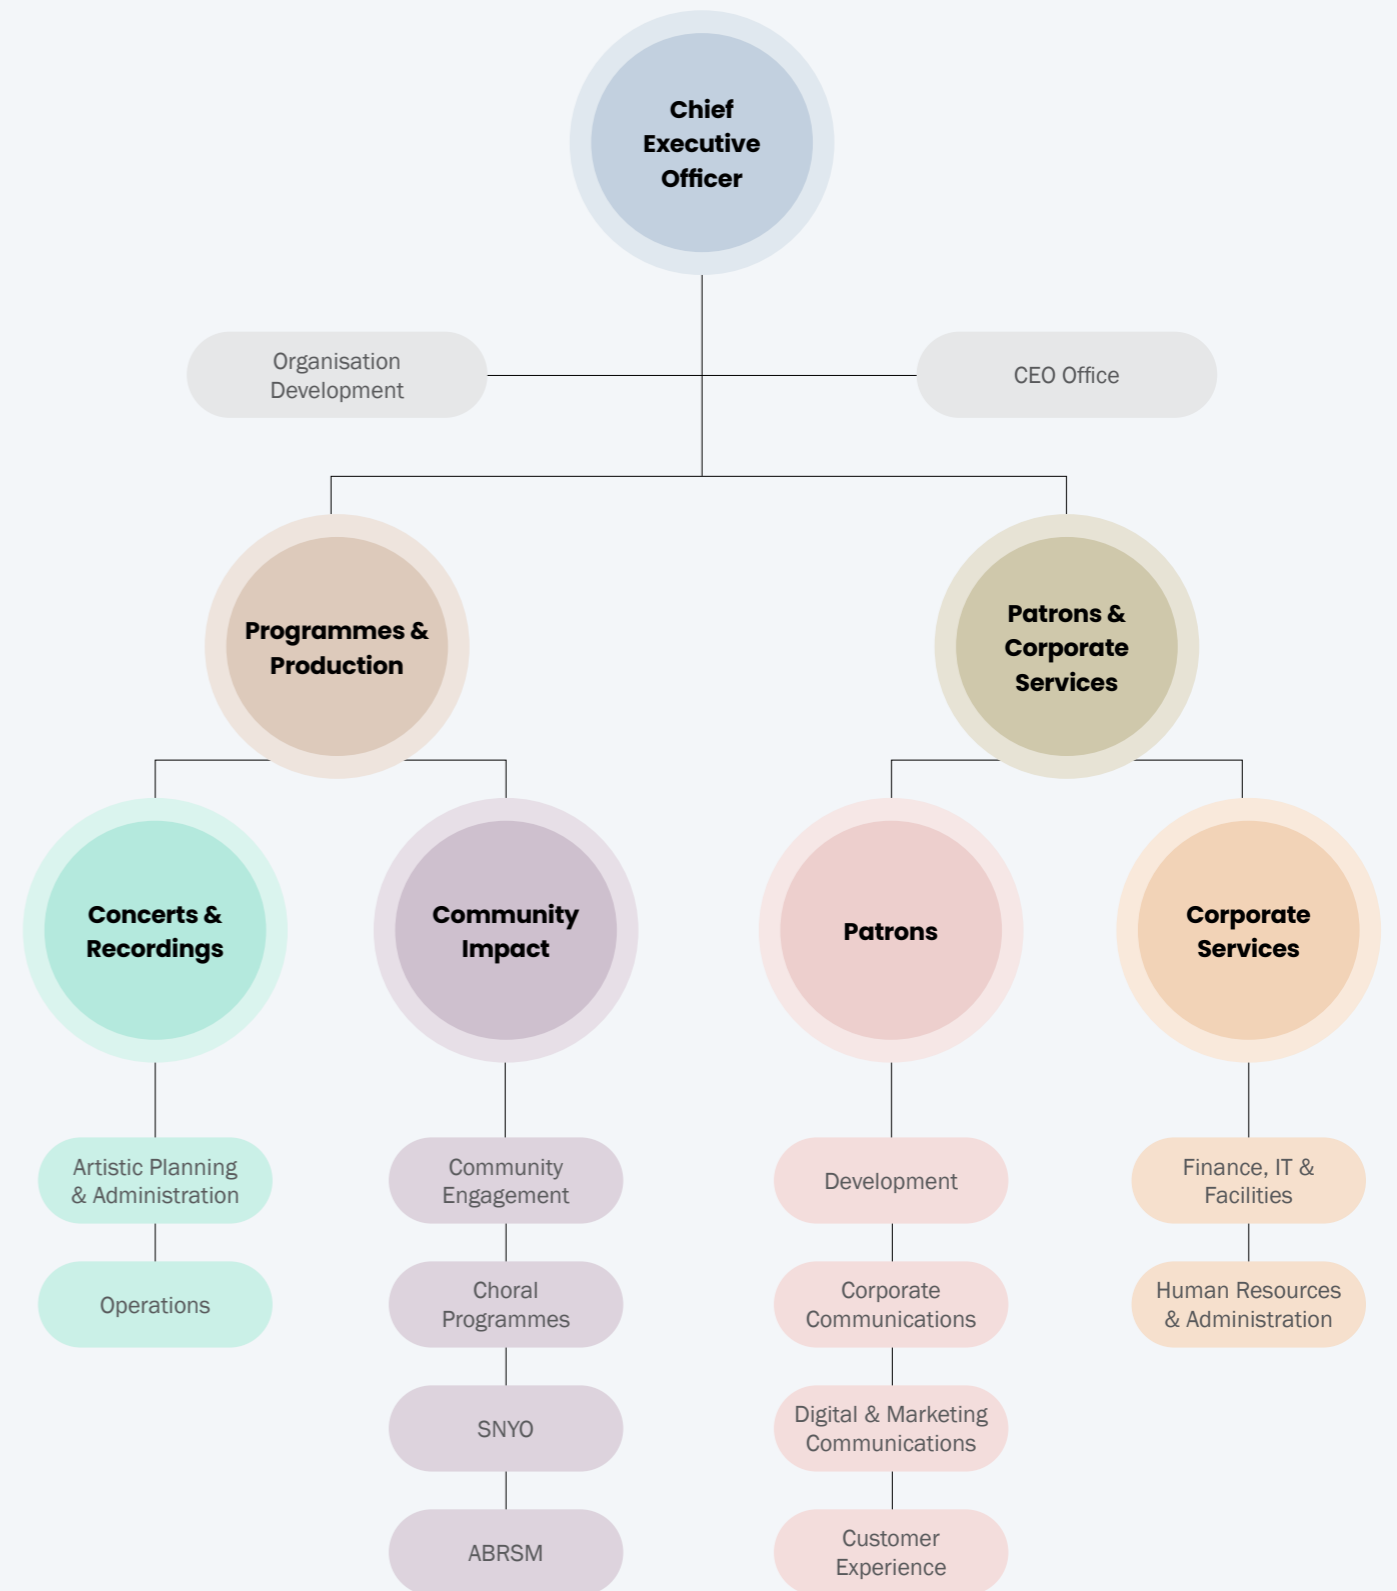 Chief
Executive
Officer
Organisation
Development
CEO Office
Programmes &
Production
Patrons &
Corporate
Services
Concerts &
Recordings
Community
Impact
Patrons
Corporate
Services
Artistic Planning
& Administration
Community
Engagement
Development
Finance, IT &
Facilities
Operations
Choral
Programmes
Corporate
Communications
Human Resources
& Administration
SNYO
Digital & Marketing
Communications
ABRSM
Customer
Experience